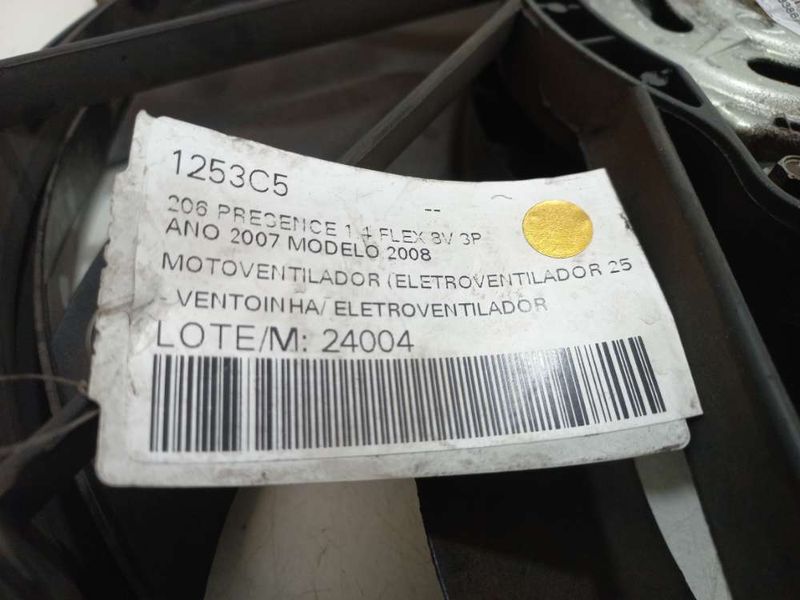 1253C5
--
206 PRESENCE 1.4 FLEX 8V 3P
ANO 2007 MODELO 2008
MOTOVENTILADOR (ELETROVENTILADOR 25
- VENTOINHA/ ELETROVENTILADOR
LOTE/M: 24004